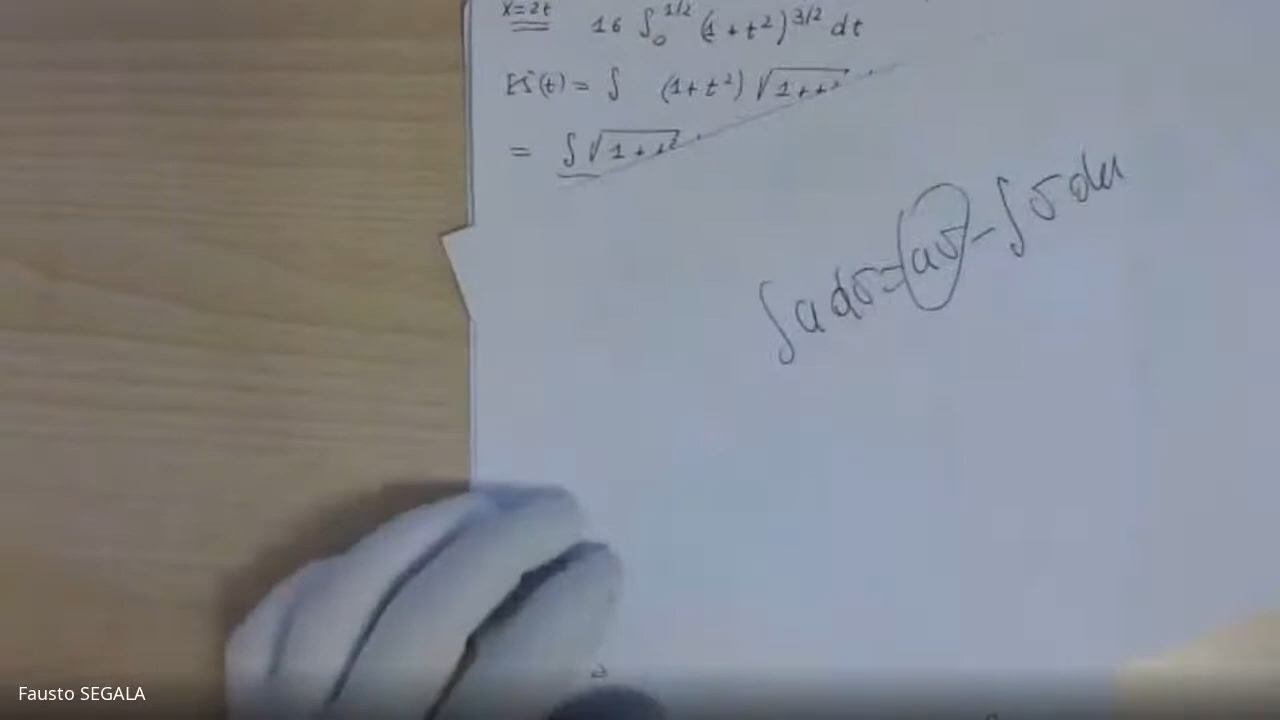 x=2t 16 ∫₀^{1/2} (1+t²)^{3/2} dt
(t) = ∫ (1+t²) √1+t²
= ∫ √1+t²
∫ u dv = uv - ∫ v du
Fausto SEGALA